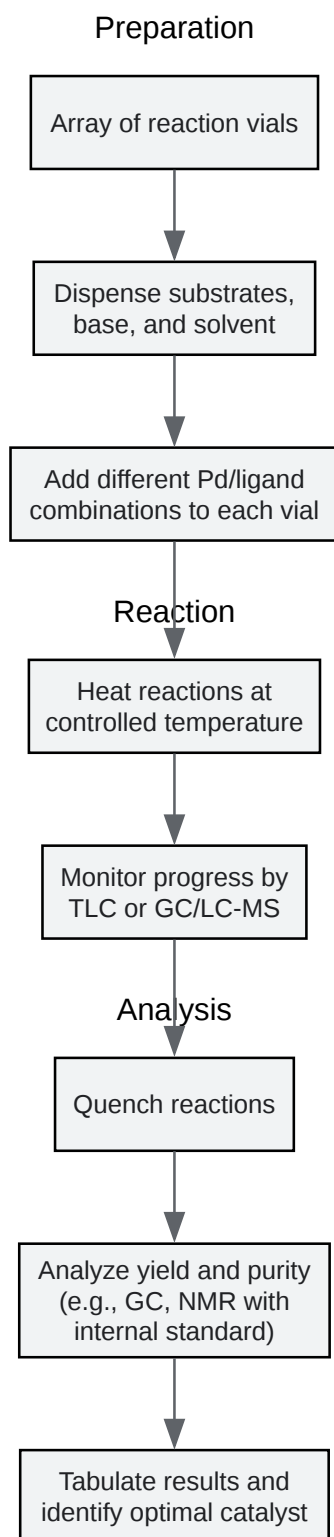 Preparation
Array of reaction vials
Dispense substrates,
base, and solvent
Add different Pd/ligand
combinations to each vial
Reaction
Heat reactions at
controlled temperature
Monitor progress by
TLC or GC/LC-MS
Analysis
Quench reactions
Analyze yield and purity
(e.g., GC, NMR with
internal standard)
Tabulate results and
identify optimal catalyst